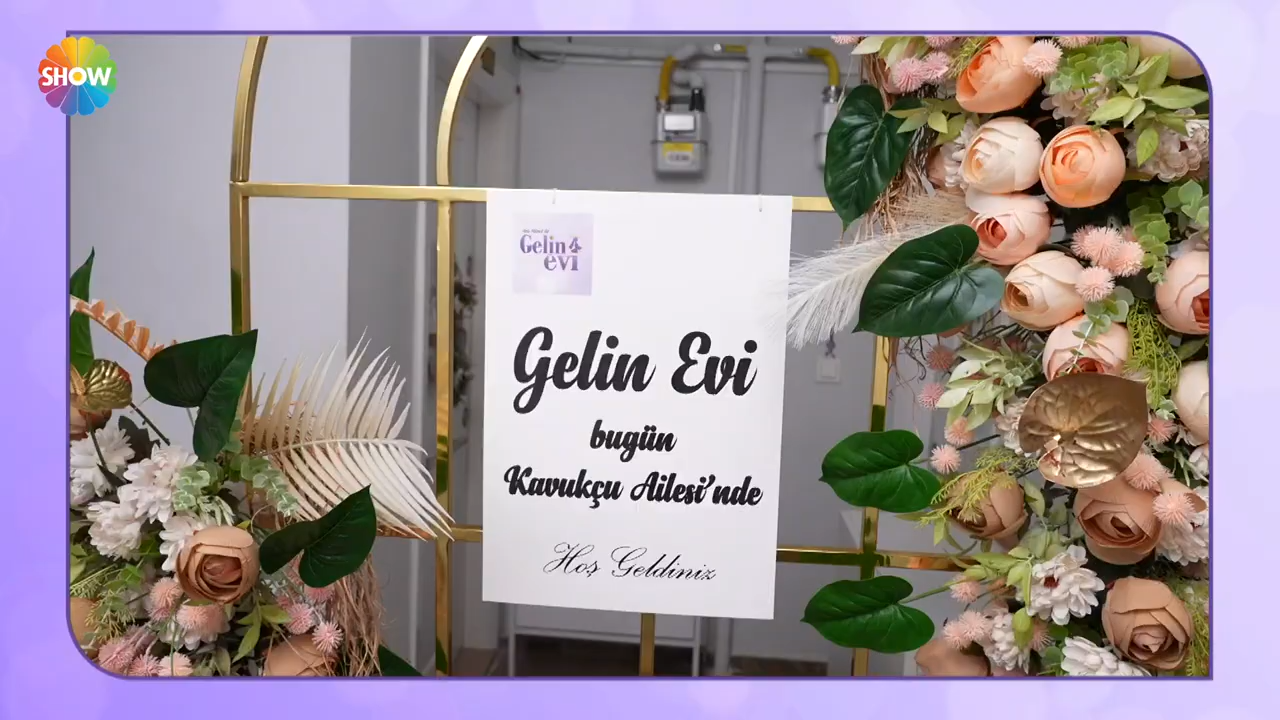 SHOW
Gelin
evi
Gelin Evi
bugün
Kavukçu Ailesi'nde
Hoş Geldiniz